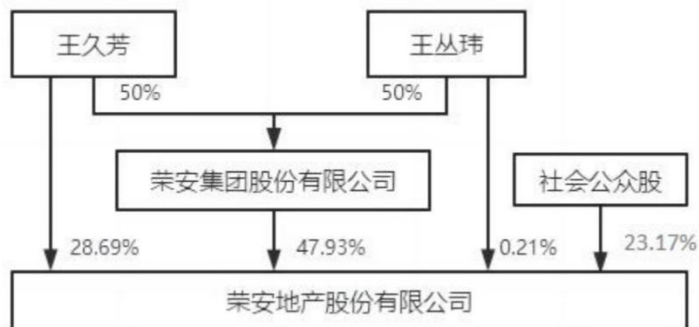 王久芳
王丛玮
50%
50%
荣安集团股份有限公司
社会公众股
28.69%
47.93%
0.21%
23.17%
荣安地产股份有限公司